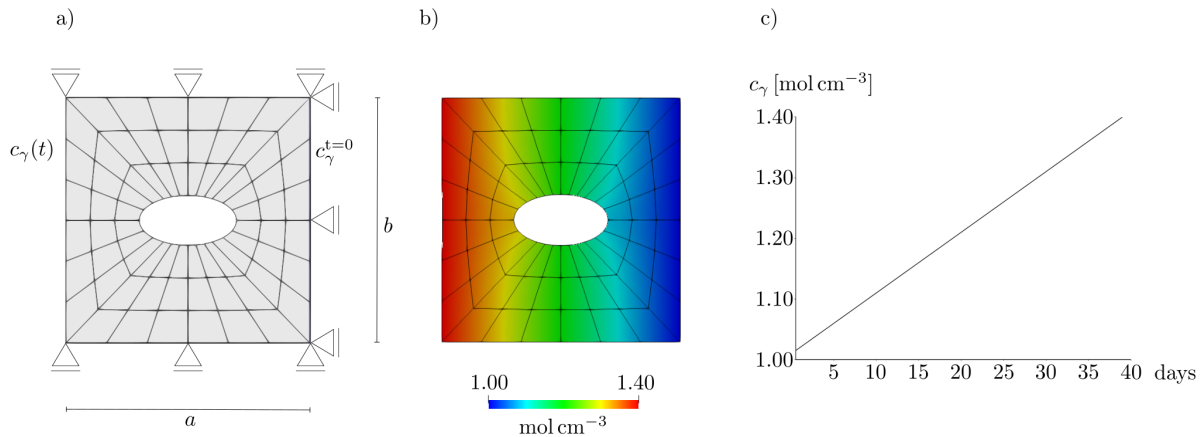 a)
b)
c)
c_γ(t)
c_γ^{t=0}
b
a
1.00 1.40
mol cm⁻³
c_γ [mol cm⁻³]
1.40
1.30
1.20
1.10
1.00
5 10 15 20 25 30 35 40 days